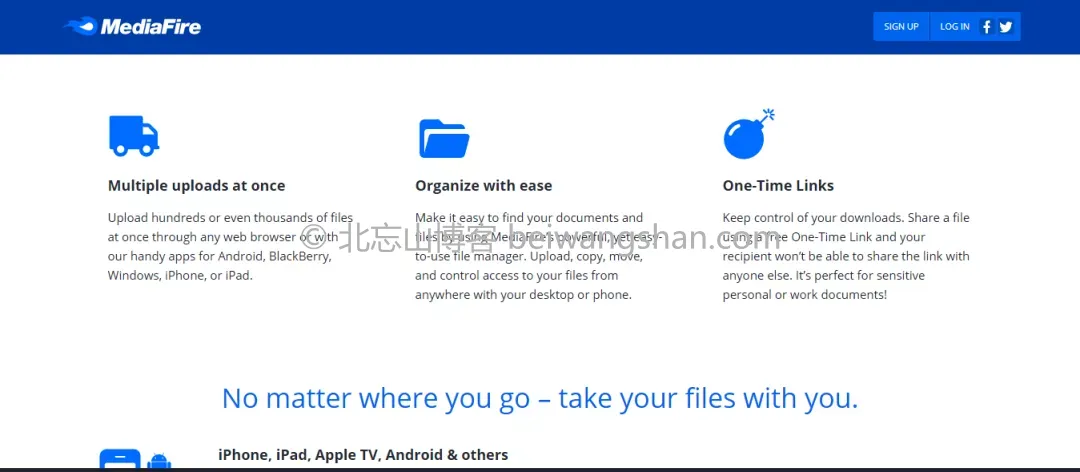 MediaFire
SIGN UP
LOG IN
Multiple uploads at once
Upload hundreds or even thousands of files
at once through any web browser or with
our handy apps for Android, BlackBerry,
Windows, iPhone, or iPad.
Organize with ease
Make it easy to find your documents and
files by using MediaFire's powerful, yet easy-
to-use file manager. Upload, copy, move,
and control access to your files from
anywhere with your desktop or phone.
One-Time Links
Keep control of your downloads. Share a file
using a free One-Time Link and your
recipient won't be able to share the link with
anyone else. It's perfect for sensitive
personal or work documents!
© 北忘山博客 beiwangshan.com
No matter where you go – take your files with you.
iPhone, iPad, Apple TV, Android & others